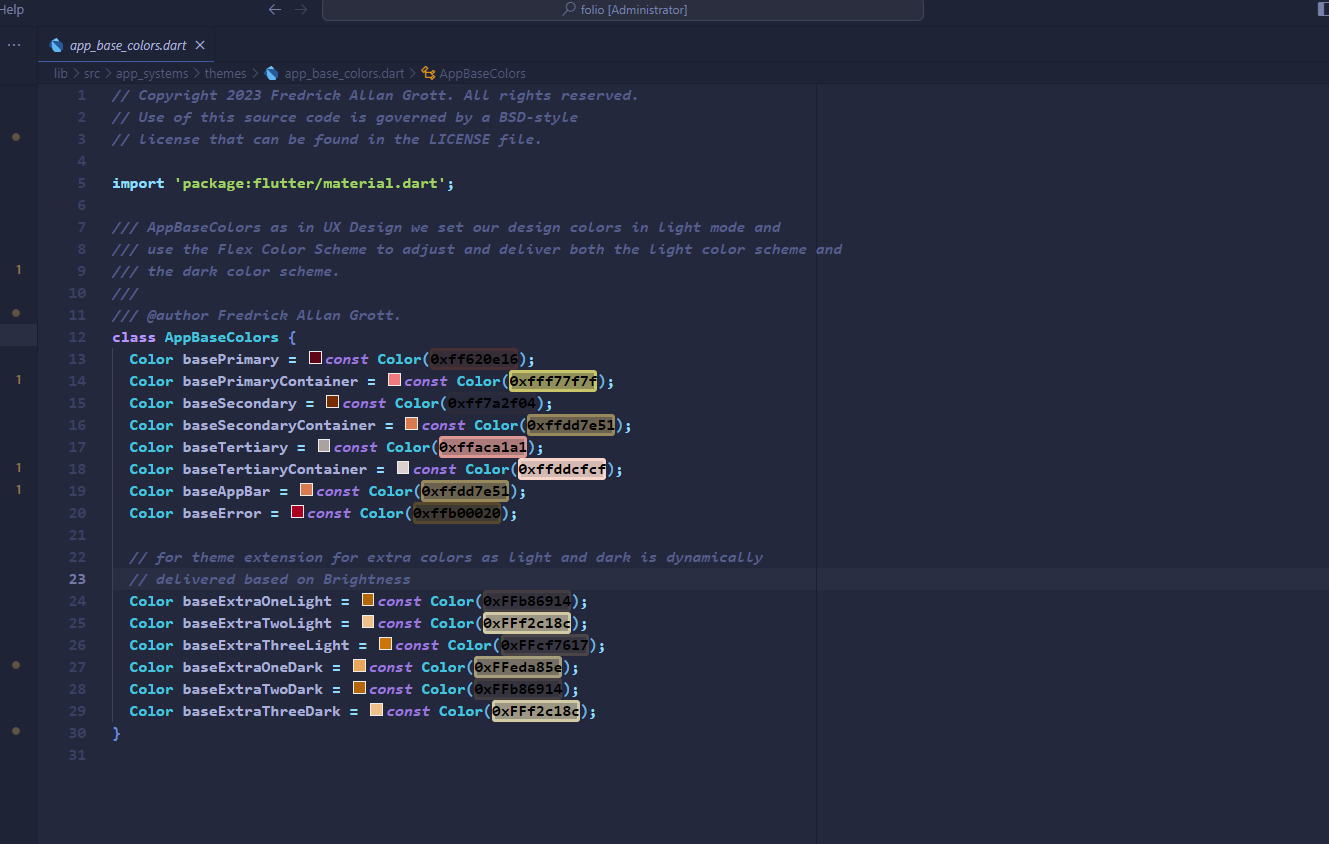 Help
folio [Administrator]
app_base_colors.dart
lib > src > app_systems > themes > app_base_colors.dart > AppBaseColors
1 // Copyright 2023 Fredrick Allan Grott. All rights reserved.
2 // Use of this source code is governed by a BSD-style
3 // license that can be found in the LICENSE file.
4
5 import 'package:flutter/material.dart';
6
7 /// AppBaseColors as in UX Design we set our design colors in light mode and
8 /// use the Flex Color Scheme to adjust and deliver both the light color scheme and
1 9 /// the dark color scheme.
10 ///
11 /// @author Fredrick Allan Grott.
12 class AppBaseColors {
13 Color basePrimary = const Color(0xff620e16);
1 14 Color basePrimaryContainer = const Color(0xfff77f7f);
15 Color baseSecondary = const Color(0xff7a2f04);
16 Color baseSecondaryContainer = const Color(0xffdd7e51);
17 Color baseTertiary = const Color(0xffaca1a1);
1 18 Color baseTertiaryContainer = const Color(0xffddcfcf);
1 19 Color baseAppBar = const Color(0xffdd7e51);
20 Color baseError = const Color(0xffb00020);
21
22 // for theme extension for extra colors as light and dark is dynamically
23 // delivered based on Brightness
24 Color baseExtraOneLight = const Color(0xFFb86914);
25 Color baseExtraTwoLight = const Color(0xFFf2c18c);
26 Color baseExtraThreeLight = const Color(0xFFcf7617);
27 Color baseExtraOneDark = const Color(0xFFeda85e);
28 Color baseExtraTwoDark = const Color(0xFFb86914);
29 Color baseExtraThreeDark = const Color(0xFFf2c18c);
30 }
31